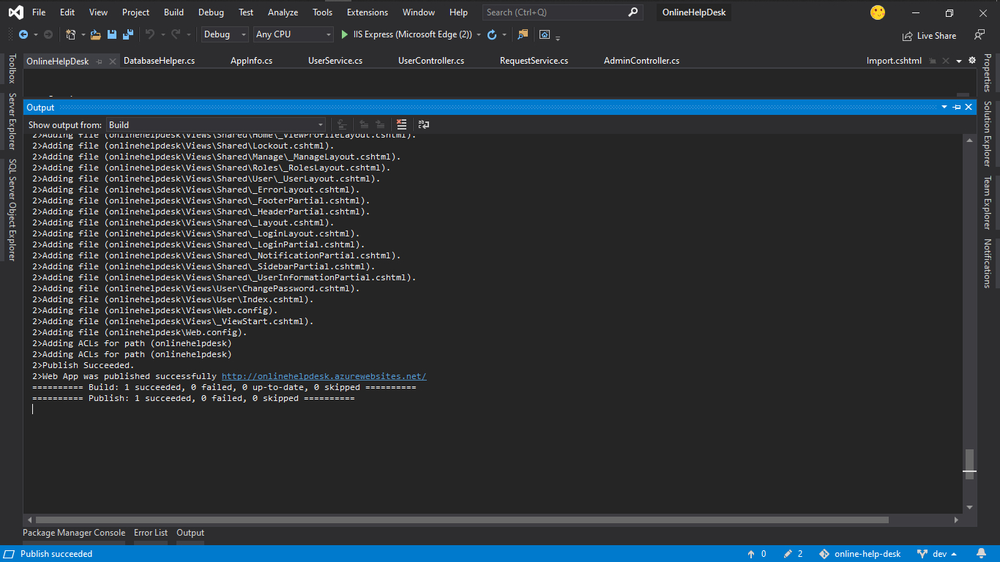 File Edit View Project Build Debug Test Analyze Tools Extensions Window Help Search (Ctrl+Q) OnlineHelpDesk
Debug Any CPU IIS Express (Microsoft Edge (2)) Live Share
OnlineHelpDesk DatabaseHelper.cs AppInfo.cs UserService.cs UserController.cs RequestService.cs AdminController.cs Import.cshtml
Toolbox
Server Explorer
SQL Server Object Explorer
Output
Show output from: Build
2>Adding file (onlinehelpdesk\Views\Shared\Home\_ViewProfileLayout.cshtml).
2>Adding file (onlinehelpdesk\Views\Shared\Lockout.cshtml).
2>Adding file (onlinehelpdesk\Views\Shared\Manage\_ManageLayout.cshtml).
2>Adding file (onlinehelpdesk\Views\Shared\Roles\_RolesLayout.cshtml).
2>Adding file (onlinehelpdesk\Views\Shared\User\_UserLayout.cshtml).
2>Adding file (onlinehelpdesk\Views\Shared\_ErrorLayout.cshtml).
2>Adding file (onlinehelpdesk\Views\Shared\_FooterPartial.cshtml).
2>Adding file (onlinehelpdesk\Views\Shared\_HeaderPartial.cshtml).
2>Adding file (onlinehelpdesk\Views\Shared\_Layout.cshtml).
2>Adding file (onlinehelpdesk\Views\Shared\_LoginLayout.cshtml).
2>Adding file (onlinehelpdesk\Views\Shared\_LoginPartial.cshtml).
2>Adding file (onlinehelpdesk\Views\Shared\_NotificationPartial.cshtml).
2>Adding file (onlinehelpdesk\Views\Shared\_SidebarPartial.cshtml).
2>Adding file (onlinehelpdesk\Views\Shared\_UserInformationPartial.cshtml).
2>Adding file (onlinehelpdesk\Views\User\ChangePassword.cshtml).
2>Adding file (onlinehelpdesk\Views\User\Index.cshtml).
2>Adding file (onlinehelpdesk\Views\Web.config).
2>Adding file (onlinehelpdesk\Views\_ViewStart.cshtml).
2>Adding file (onlinehelpdesk\Web.config).
2>Adding ACLs for path (onlinehelpdesk)
2>Adding ACLs for path (onlinehelpdesk)
2>Publish Succeeded.
2>Web App was published successfully http://onlinehelpdesk.azurewebsites.net/
========== Build: 1 succeeded, 0 failed, 0 up-to-date, 0 skipped ==========
========== Publish: 1 succeeded, 0 failed, 0 skipped ==========
Properties
Solution Explorer
Team Explorer
Notifications
Package Manager Console Error List Output
Publish succeeded 0 2 online-help-desk dev